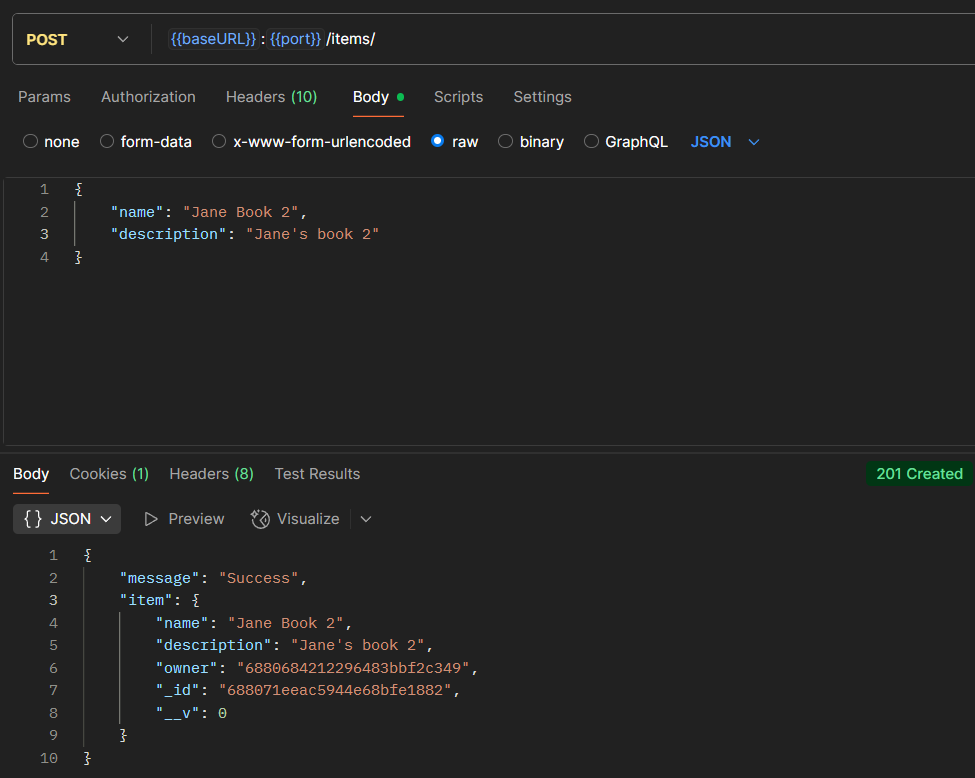 POST {{baseURL}}:{{port}}/items/
Params Authorization Headers (10) Body Scripts Settings
none form-data x-www-form-urlencoded raw binary GraphQL JSON
1 {
2 "name": "Jane Book 2",
3 "description": "Jane's book 2"
4 }
Body Cookies (1) Headers (8) Test Results 201 Created
{} JSON Preview Visualize
1 {
2 "message": "Success",
3 "item": {
4 "name": "Jane Book 2",
5 "description": "Jane's book 2",
6 "owner": "6880684212296483bbf2c349",
7 "_id": "688071eeac5944e68bfe1882",
8 "__v": 0
9 }
10 }